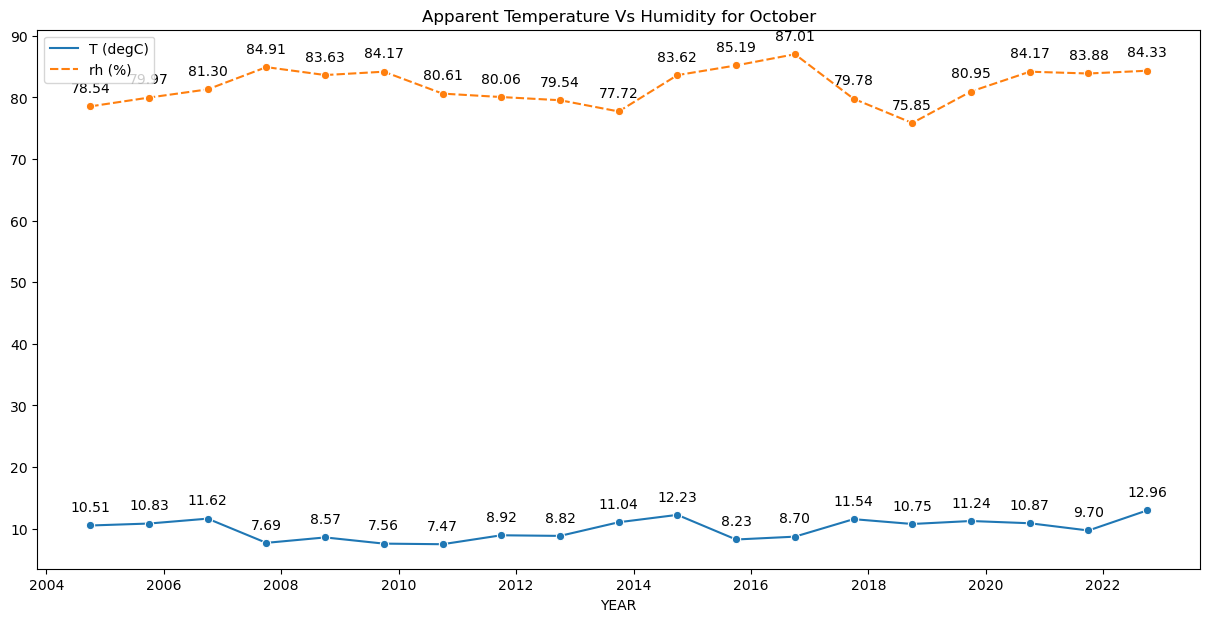 Apparent Temperature Vs Humidity for October
T (degC)
rh (%)
90
80
70
60
50
40
30
20
10
78.54 79.97 81.30 84.91 83.63 84.17 80.61 80.06 79.54 77.72 83.62 85.19 87.01 79.78 75.85 80.95 84.17 83.88 84.33
10.51 10.83 11.62 7.69 8.57 7.56 7.47 8.92 8.82 11.04 12.23 8.23 8.70 11.54 10.75 11.24 10.87 9.70 12.96
2004 2006 2008 2010 2012 2014 2016 2018 2020 2022
YEAR